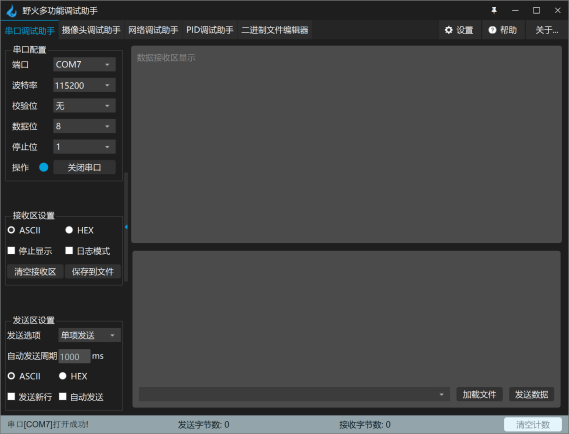 野火多功能调试助手
串口调试助手 摄像头调试助手 网络调试助手 PID调试助手 二进制文件编辑器 设置 帮助 关于...
串口配置
端口 COM7
波特率 115200
校验位 无
数据位 8
停止位 1
操作 关闭串口
数据接收区显示
接收区设置
ASCII HEX
停止显示 日志模式
清空接收区 保存到文件
发送区设置
发送选项 单项发送
自动发送周期 1000 ms
ASCII HEX
发送新行 自动发送
加载文件 发送数据
串口[COM7]打开成功! 发送字节数: 0 接收字节数: 0 清空计数